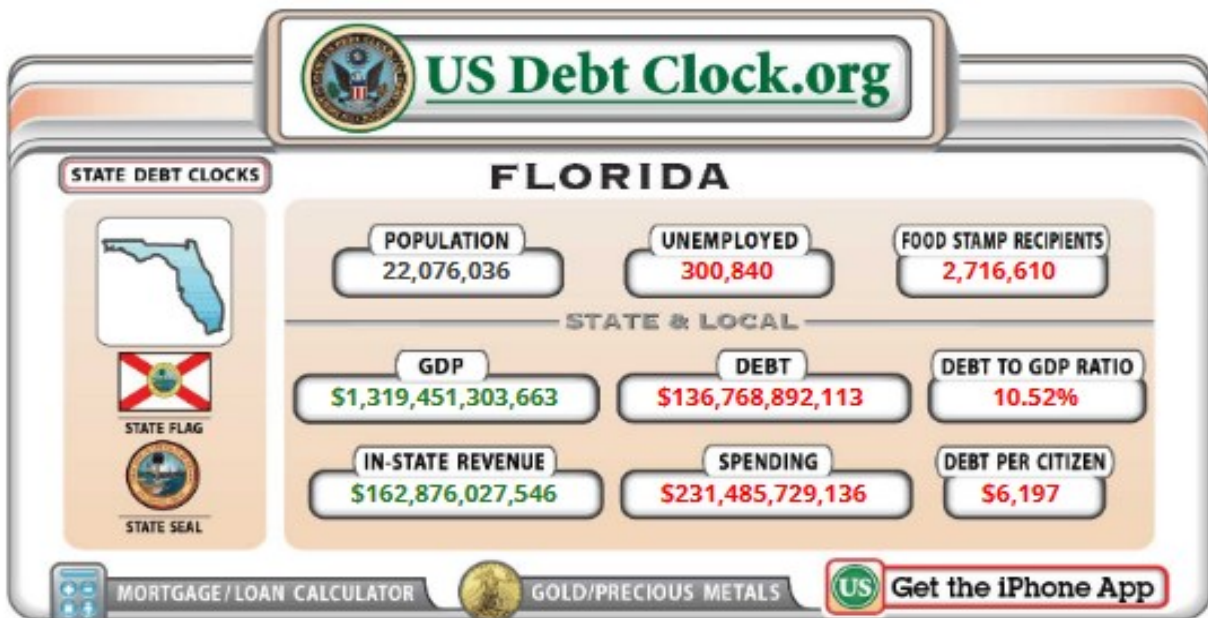 US Debt Clock.org
STATE DEBT CLOCKS
FLORIDA
POPULATION
22,076,036
UNEMPLOYED
300,840
FOOD STAMP RECIPIENTS
2,716,610
STATE & LOCAL
GDP
$1,319,451,303,663
DEBT
$136,768,892,113
DEBT TO GDP RATIO
10.52%
STATE FLAG
IN-STATE REVENUE
$162,876,027,546
SPENDING
$231,485,729,136
DEBT PER CITIZEN
$6,197
STATE SEAL
MORTGAGE/LOAN CALCULATOR
GOLD/PRECIOUS METALS
US
Get the iPhone App